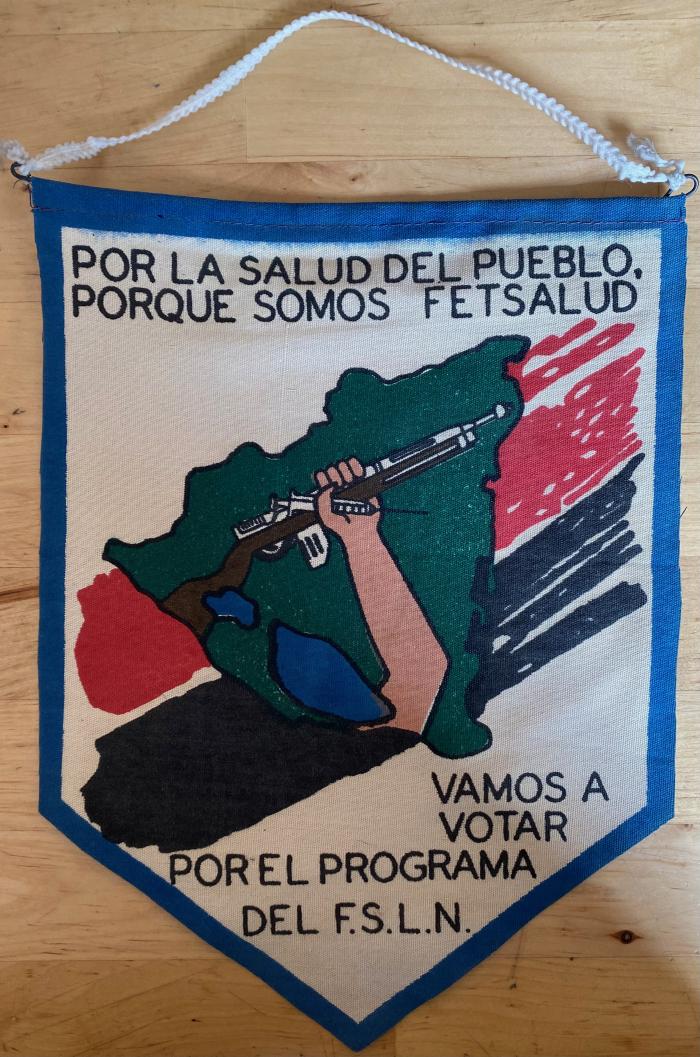 POR LA SALUD DEL PUEBLO,
PORQUE SOMOS FETSALUD
VAMOS A
VOTAR
POR EL PROGRAMA
DEL F.S.L.N.